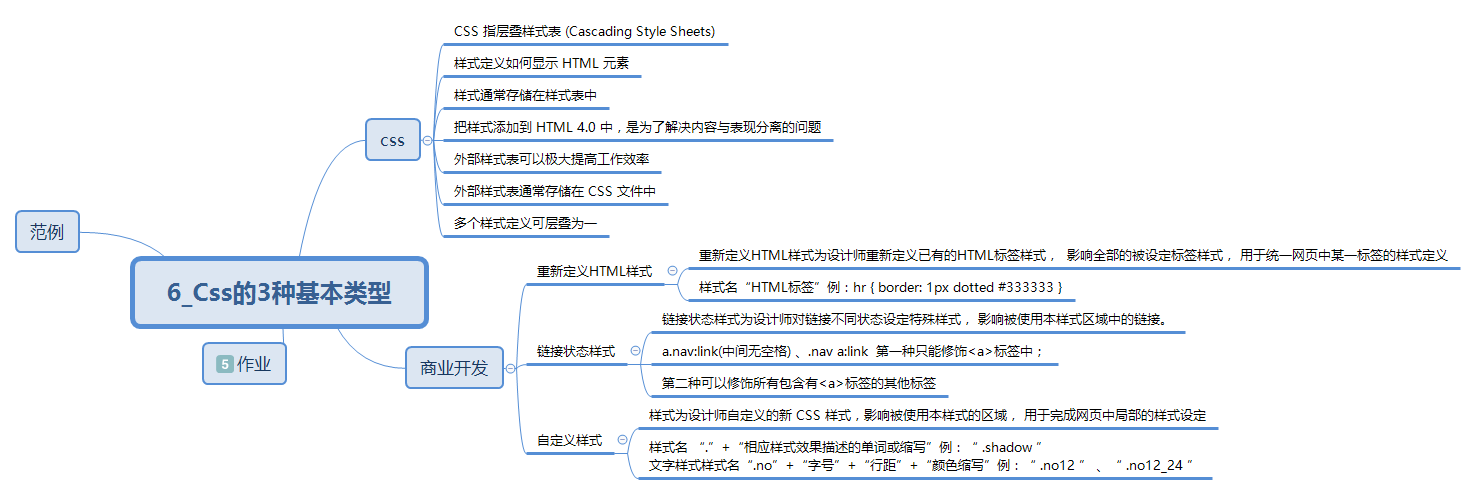 CSS 指层叠样式表 (Cascading Style Sheets)
样式定义如何显示 HTML 元素
样式通常存储在样式表中
css
把样式添加到 HTML 4.0 中，是为了解决内容与表现分离的问题
外部样式表可以极大提高工作效率
外部样式表通常存储在 CSS 文件中
多个样式定义可层叠为一
范例
6_Css的3种基本类型
5 作业
商业开发
重新定义HTML样式
重新定义HTML样式为设计师重新定义已有的HTML标签样式， 影响全部的被设定标签样式，用于统一网页中某一标签的样式定义
样式名“HTML标签”例：hr { border: 1px dotted #333333 }
链接状态样式
链接状态样式为设计师对链接不同状态设定特殊样式，影响被使用本样式区域中的链接。
a.nav:link(中间无空格) 、.nav a:link 第一种只能修饰<a>标签中；
第二种可以修饰所有包含有<a>标签的其他标签
自定义样式
样式为设计师自定义的新 CSS 样式，影响被使用本样式的区域，用于完成网页中局部的样式设定
样式名 “.”+“相应样式效果描述的单词或缩写”例：“ .shadow ”
文字样式样式名“.no”+“字号”+“行距”+“颜色缩写”例：“ .no12 ” 、“ .no12_24 ”